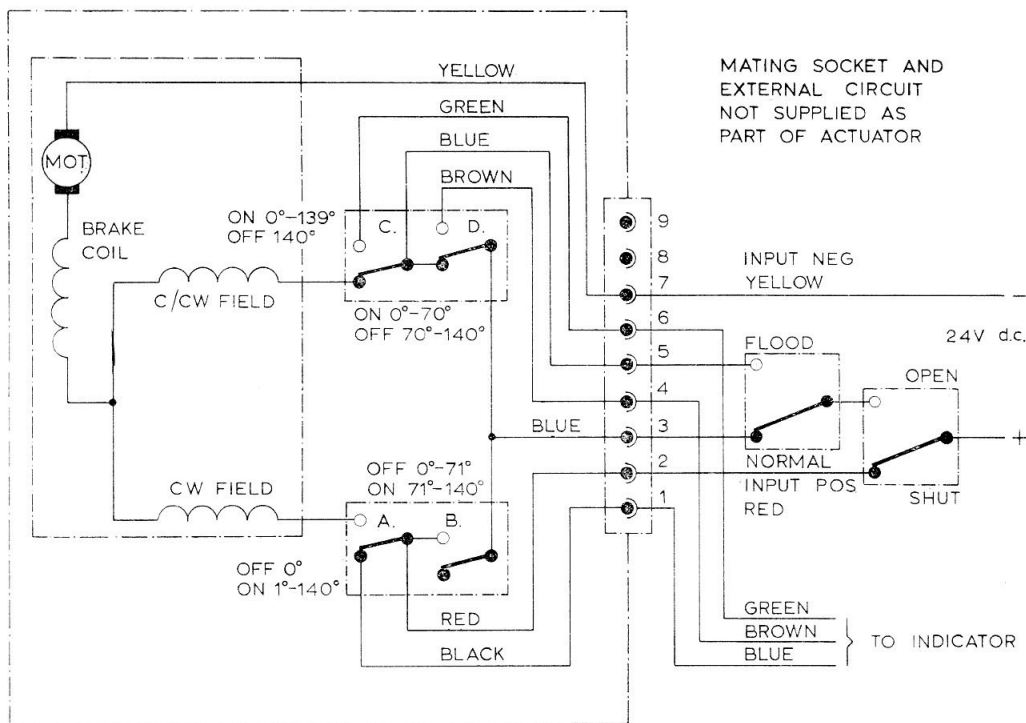 YELLOW
GREEN
BLUE
BROWN
MATING SOCKET AND
EXTERNAL CIRCUIT
NOT SUPPLIED AS
PART OF ACTUATOR
MOT.
BRAKE
COIL
ON 0°-139°
OFF 140°
C.
D.
C/CW FIELD
ON 0°-70°
OFF 70°-140°
9
8
7
6
5
4
3
2
1
INPUT NEG
YELLOW
24V d.c.
FLOOD
OPEN
BLUE
NORMAL
INPUT POS
RED
SHUT
CW FIELD
OFF 0°-71°
ON 71°-140°
A.
B.
OFF 0°
ON 1°-140°
RED
BLACK
GREEN
BROWN
BLUE
TO INDICATOR
−
+